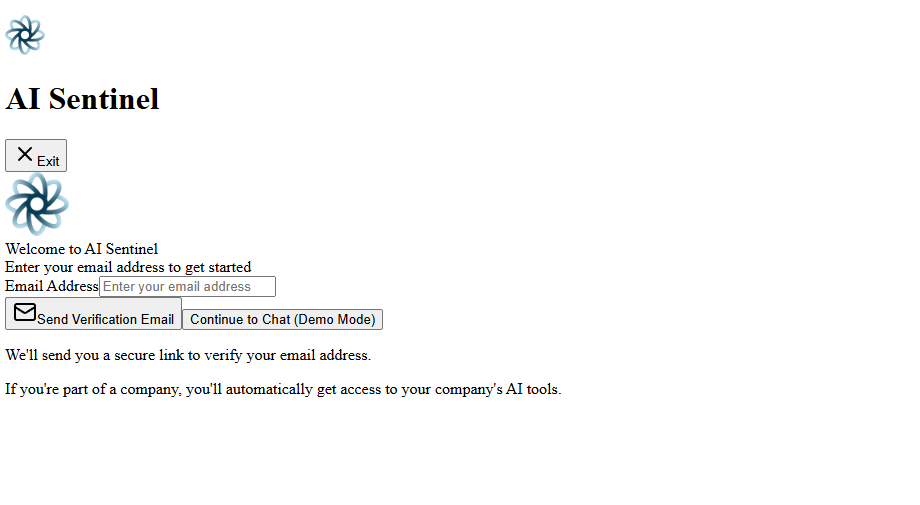 AI Sentinel
Exit
Welcome to AI Sentinel
Enter your email address to get started
Email Address Enter your email address
Send Verification Email Continue to Chat (Demo Mode)
We'll send you a secure link to verify your email address.
If you're part of a company, you'll automatically get access to your company's AI tools.